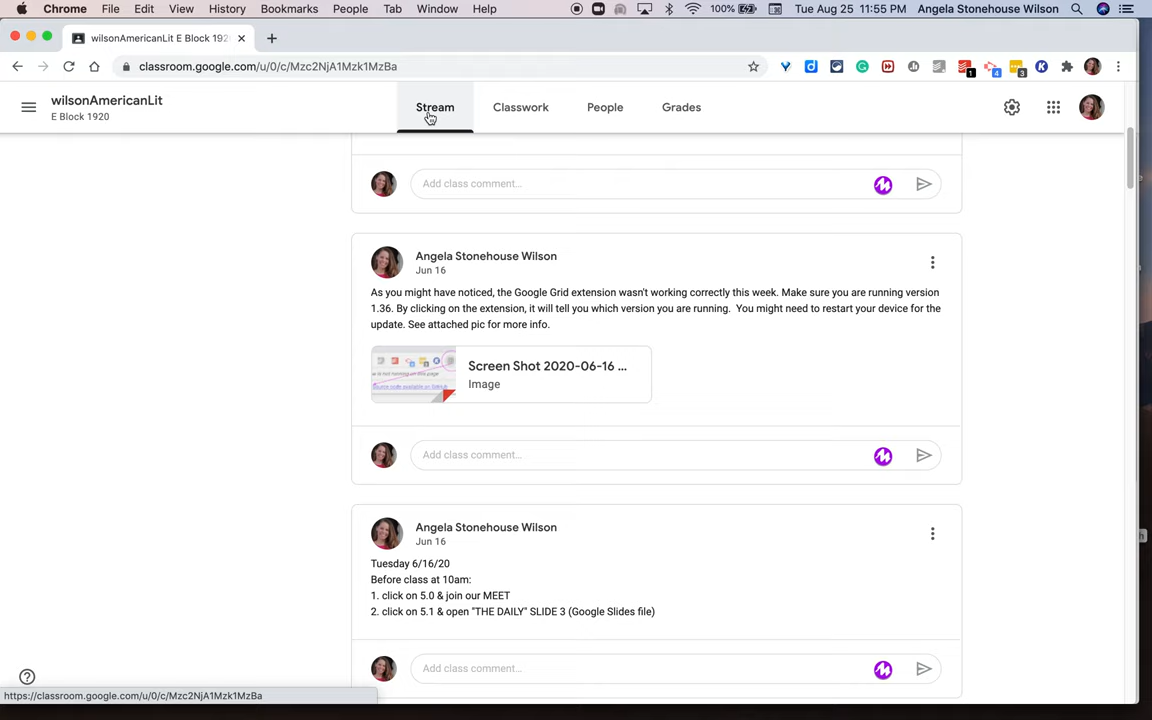 Chrome File Edit View History Bookmarks People Tab Window Help 100% Tue Aug 25 11:55 PM Angela Stonehouse Wilson
wilsonAmericanLit E Block 192
classroom.google.com/u/0/c/Mzc2NjA1Mzk1MzBa
1 4 3
wilsonAmericanLit
E Block 1920
Stream Classwork People Grades
Add class comment...
Angela Stonehouse Wilson
Jun 16
As you might have noticed, the Google Grid extension wasn't working correctly this week. Make sure you are running version
1.36. By clicking on the extension, it will tell you which version you are running. You might need to restart your device for the
update. See attached pic for more info.
Screen Shot 2020-06-16 ...
Image
Add class comment...
Angela Stonehouse Wilson
Jun 16
Tuesday 6/16/20
Before class at 10am:
1. click on 5.0 & join our MEET
2. click on 5.1 & open "THE DAILY" SLIDE 3 (Google Slides file)
Add class comment...
https://classroom.google.com/u/0/c/Mzc2NjA1Mzk1MzBa